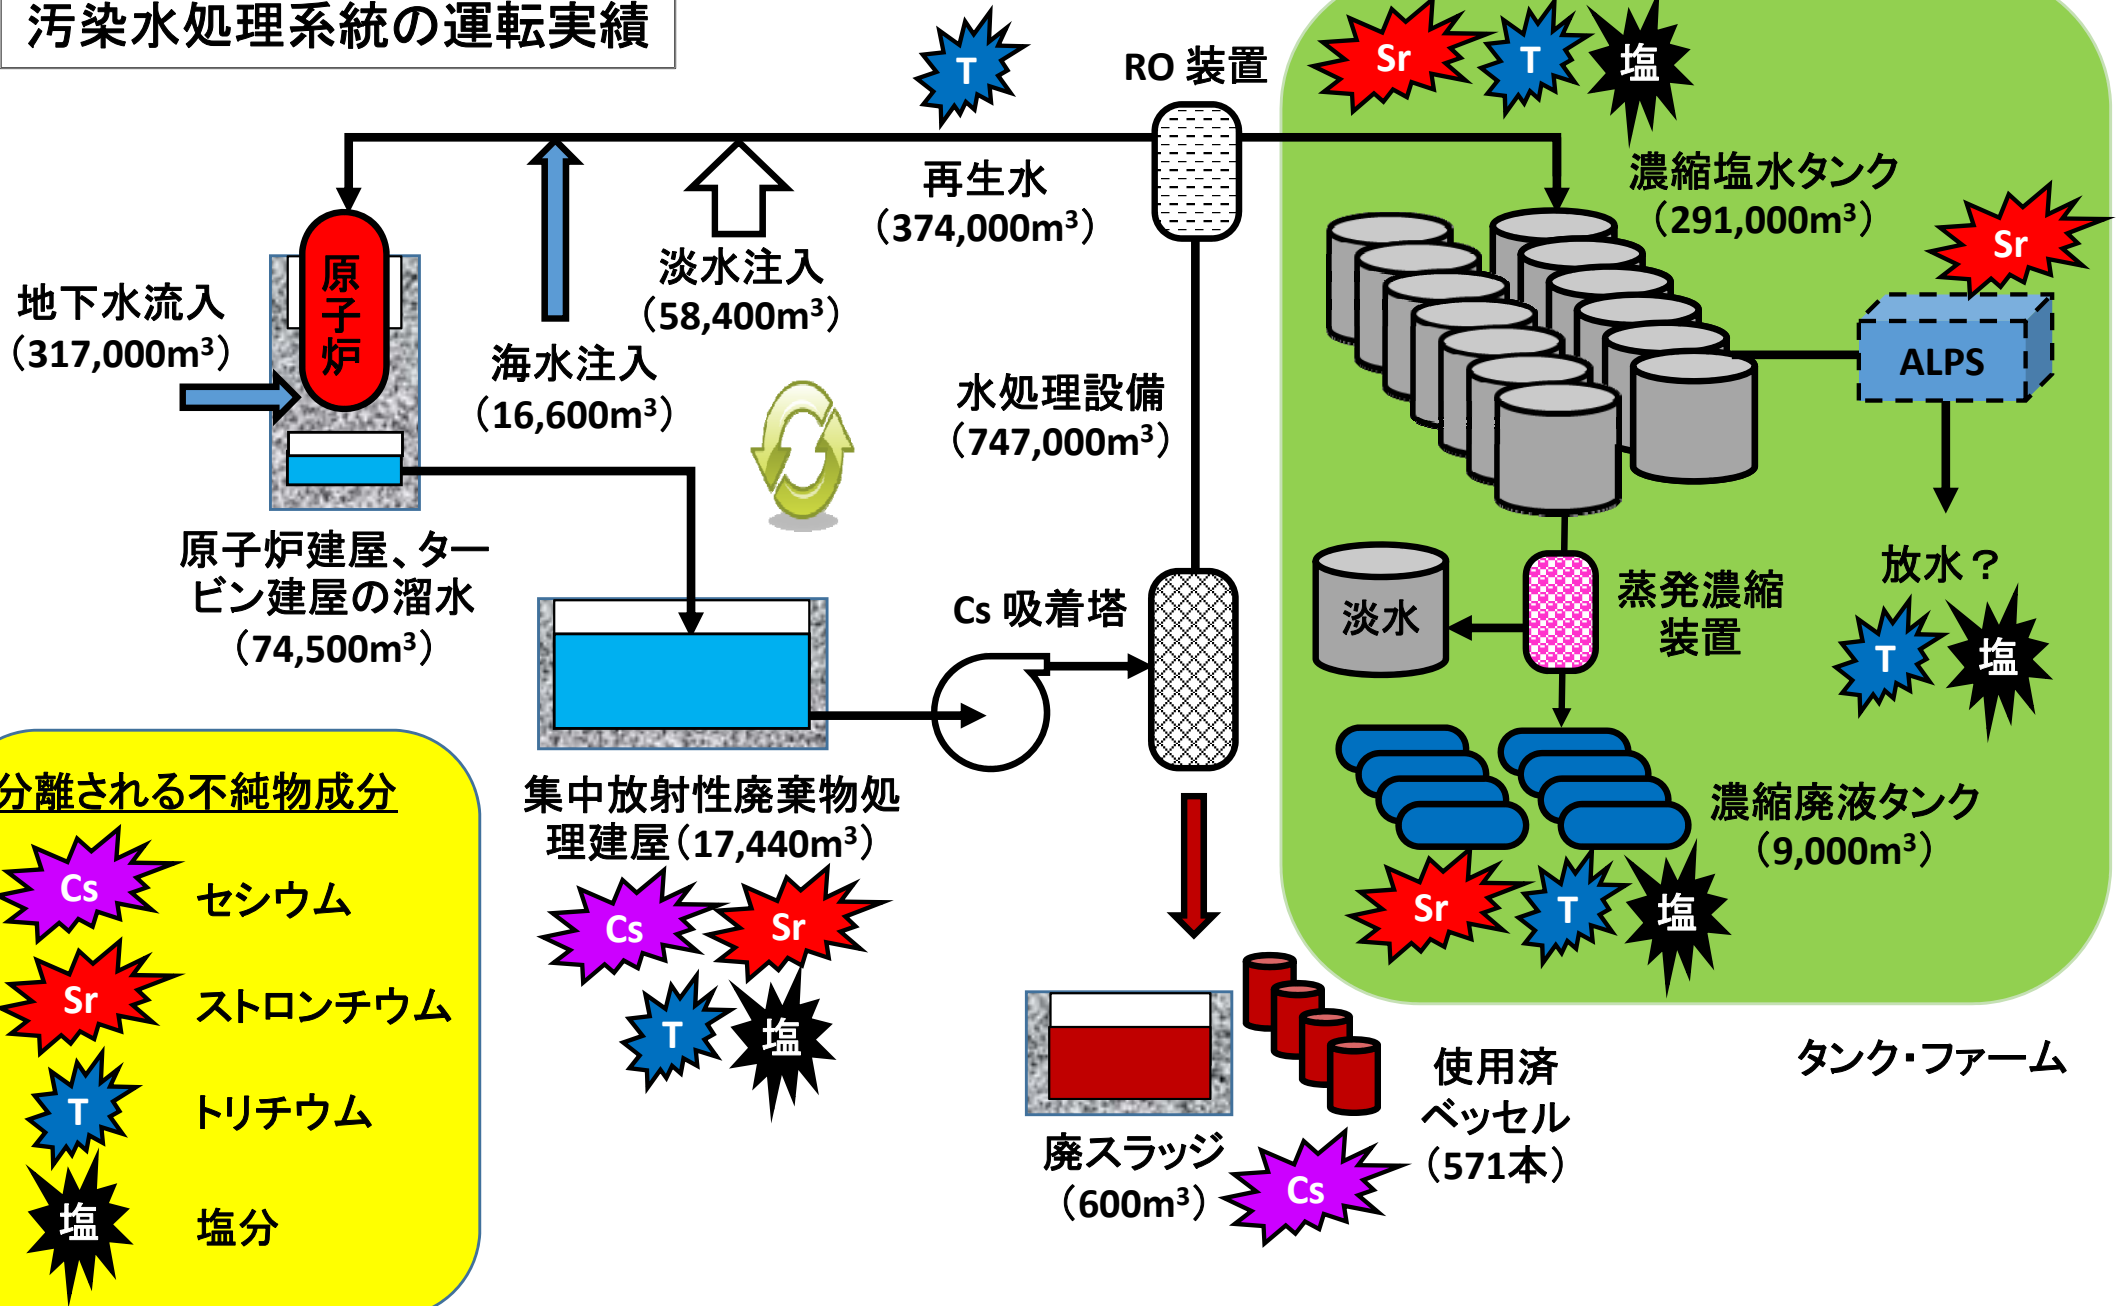 汚染水処理系統の運転実績
T
RO 装置
Sr
T
塩
濃縮塩水タンク
（291,000m³）
Sr
再生水
（374,000m³）
淡水注入
（58,400m³）
海水注入
（16,600m³）
地下水流入
（317,000m³）
原
子
炉
ALPS
水処理設備
（747,000m³）
原子炉建屋、ター
ビン建屋の溜水
（74,500m³）
Cs 吸着塔
淡水
蒸発濃縮
装置
放水？
T
塩
集中放射性廃棄物処
理建屋（17,440m³）
Cs
Sr
T
塩
濃縮廃液タンク
（9,000m³）
Sr
T
塩
分離される不純物成分
Cs
セシウム
Sr
ストロンチウム
T
トリチウム
塩
塩分
廃スラッジ
（600m³）
Cs
使用済
ベッセル
（571本）
タンク・ファーム